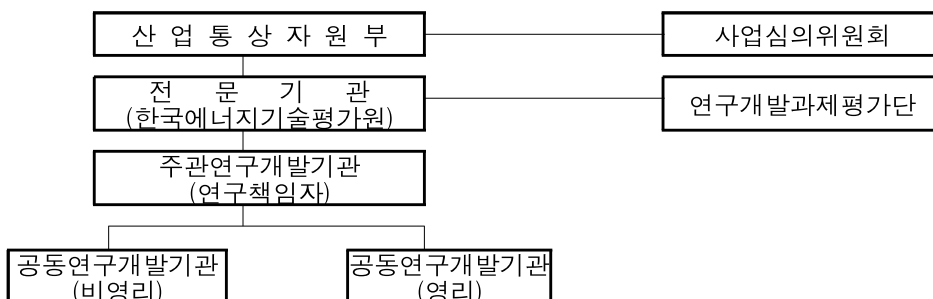 산 업 통 상 자 원 부
사업심의위원회
전 문 기 관
(한국에너지기술평가원)
연구개발과제평가단
주관연구개발기관
(연구책임자)
공동연구개발기관
(비영리)
공동연구개발기관
(영리)